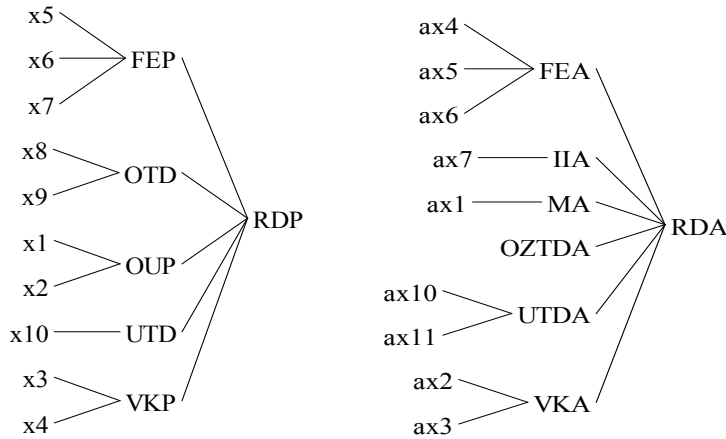 x5
x6
x7
FEP
x8
x9
OTD
x1
x2
OUP
x10
UTD
x3
x4
VKP
RDP
ax4
ax5
ax6
FEA
ax7
IIA
ax1
MA
OZTDA
ax10
ax11
UTDA
ax2
ax3
VKA
RDA